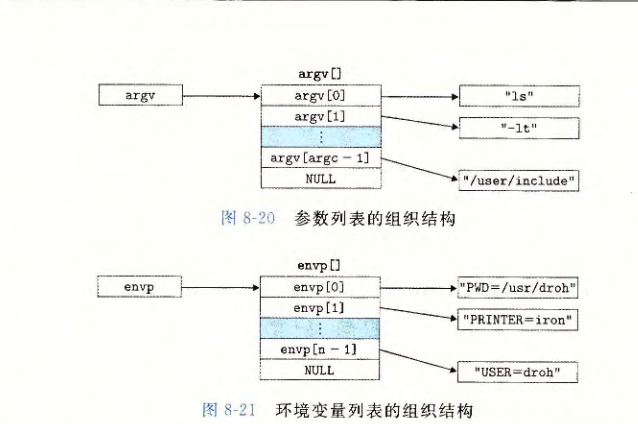 argv[]
argv
argv[0]
"ls"
argv[1]
"-lt"
⋮
argv[argc - 1]
NULL
"/user/include"
图 8-20 参数列表的组织结构
envp[]
envp
envp[0]
"PWD=/usr/droh"
envp[1]
"PRINTER=iron"
⋮
envp[n - 1]
NULL
"USER=droh"
图 8-21 环境变量列表的组织结构